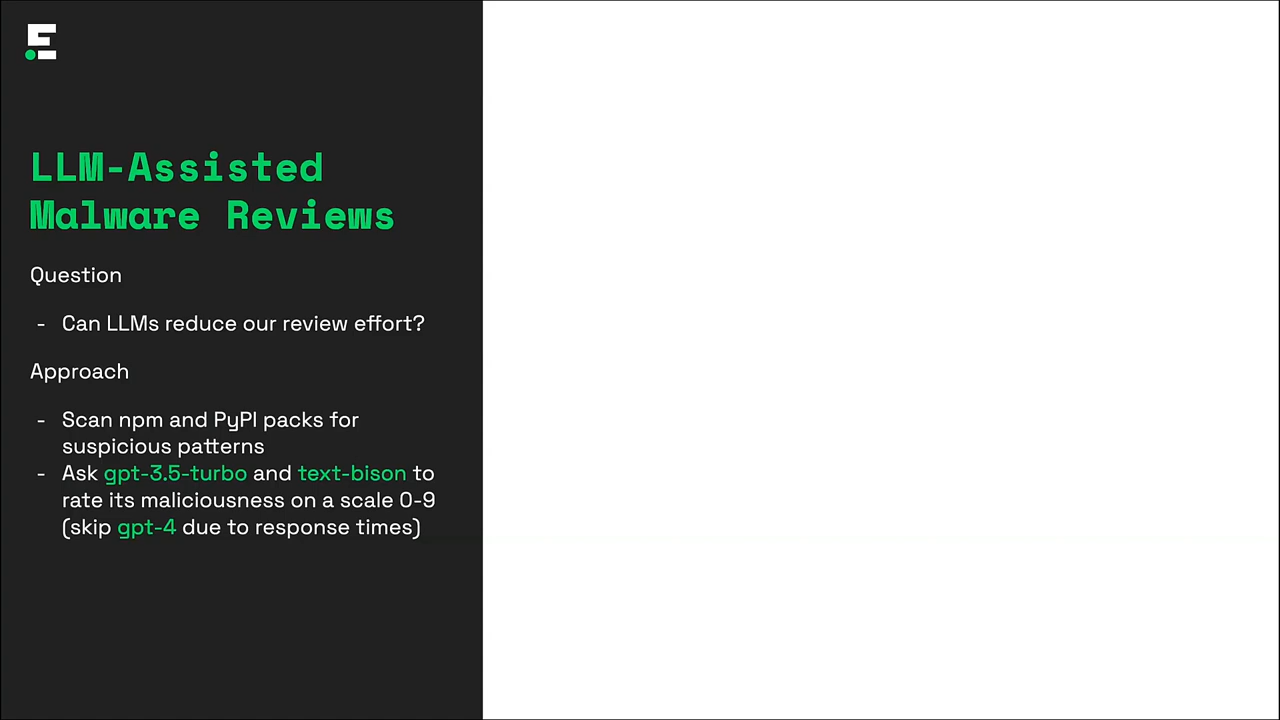 LLM-Assisted
Malware Reviews
Question
- Can LLMs reduce our review effort?
Approach
- Scan npm and PyPI packs for
suspicious patterns
- Ask gpt-3.5-turbo and text-bison to
rate its maliciousness on a scale 0-9
(skip gpt-4 due to response times)